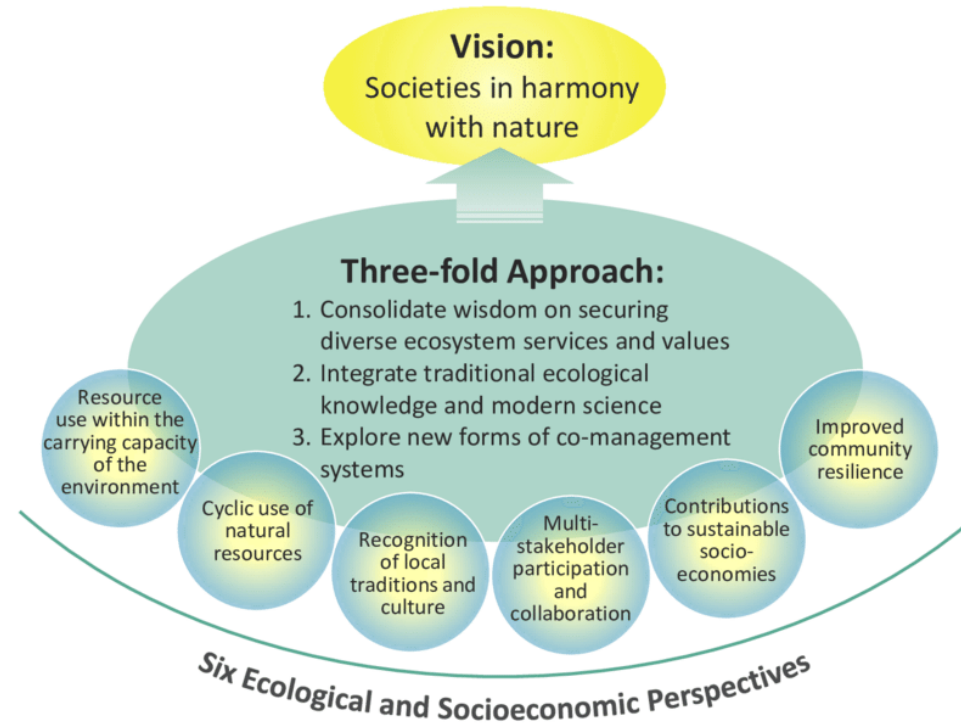 Vision:
Societies in harmony
with nature
Three-fold Approach:
1. Consolidate wisdom on securing
diverse ecosystem services and values
2. Integrate traditional ecological
knowledge and modern science
3. Explore new forms of co-management
systems
Resource
use within the
carrying capacity
of the
environment
Cyclic use of
natural
resources
Recognition
of local
traditions and
culture
Multi-
stakeholder
participation
and
collaboration
Contributions
to sustainable
socio-
economies
Improved
community
resilience
Six Ecological and Socioeconomic Perspectives